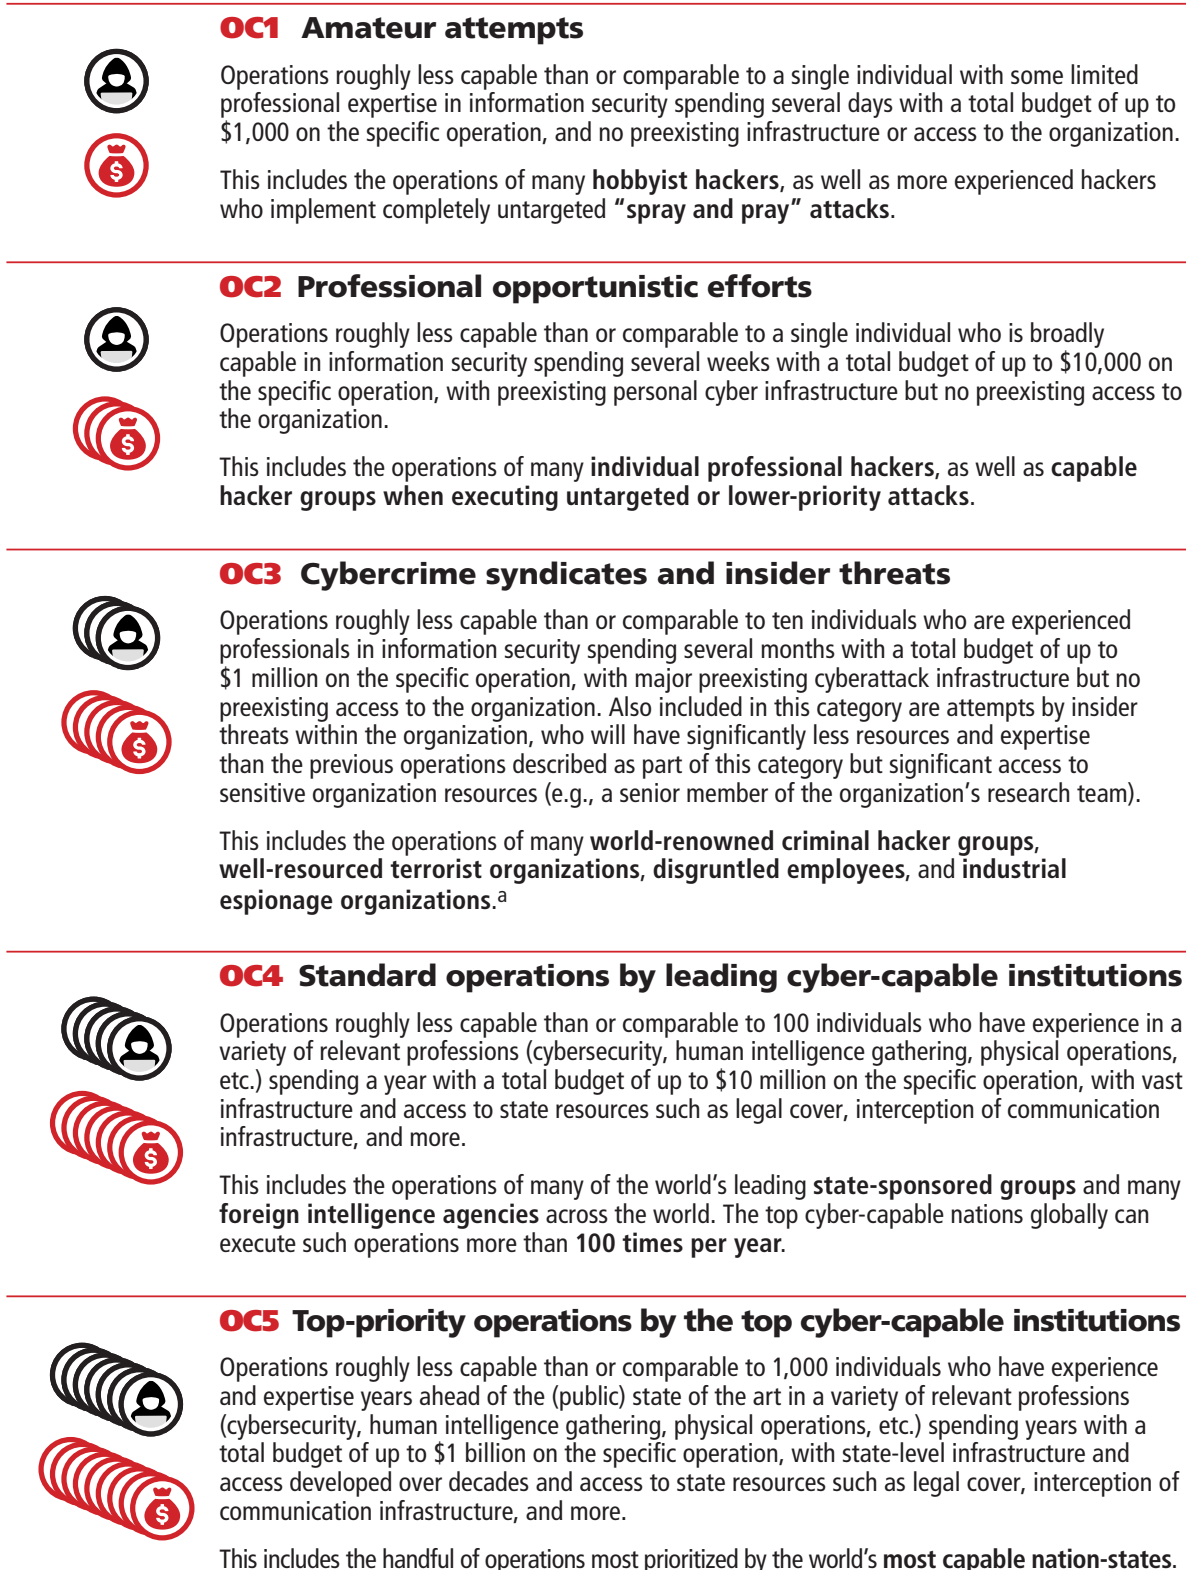 OC1 Amateur attempts
Operations roughly less capable than or comparable to a single individual with some limited
professional expertise in information security spending several days with a total budget of up to
$1,000 on the specific operation, and no preexisting infrastructure or access to the organization.
This includes the operations of many hobbyist hackers, as well as more experienced hackers
who implement completely untargeted “spray and pray” attacks.
OC2 Professional opportunistic efforts
Operations roughly less capable than or comparable to a single individual who is broadly
capable in information security spending several weeks with a total budget of up to $10,000 on
the specific operation, with preexisting personal cyber infrastructure but no preexisting access to
the organization.
This includes the operations of many individual professional hackers, as well as capable
hacker groups when executing untargeted or lower-priority attacks.
OC3 Cybercrime syndicates and insider threats
Operations roughly less capable than or comparable to ten individuals who are experienced
professionals in information security spending several months with a total budget of up to
$1 million on the specific operation, with major preexisting cyberattack infrastructure but no
preexisting access to the organization. Also included in this category are attempts by insider
threats within the organization, who will have significantly less resources and expertise
than the previous operations described as part of this category but significant access to
sensitive organization resources (e.g., a senior member of the organization’s research team).
This includes the operations of many world-renowned criminal hacker groups,
well-resourced terrorist organizations, disgruntled employees, and industrial
espionage organizations.a
OC4 Standard operations by leading cyber-capable institutions
Operations roughly less capable than or comparable to 100 individuals who have experience in a
variety of relevant professions (cybersecurity, human intelligence gathering, physical operations,
etc.) spending a year with a total budget of up to $10 million on the specific operation, with vast
infrastructure and access to state resources such as legal cover, interception of communication
infrastructure, and more.
This includes the operations of many of the world’s leading state-sponsored groups and many
foreign intelligence agencies across the world. The top cyber-capable nations globally can
execute such operations more than 100 times per year.
OC5 Top-priority operations by the top cyber-capable institutions
Operations roughly less capable than or comparable to 1,000 individuals who have experience
and expertise years ahead of the (public) state of the art in a variety of relevant professions
(cybersecurity, human intelligence gathering, physical operations, etc.) spending years with a
total budget of up to $1 billion on the specific operation, with state-level infrastructure and
access developed over decades and access to state resources such as legal cover, interception of
communication infrastructure, and more.
This includes the handful of operations most prioritized by the world’s most capable nation-states.